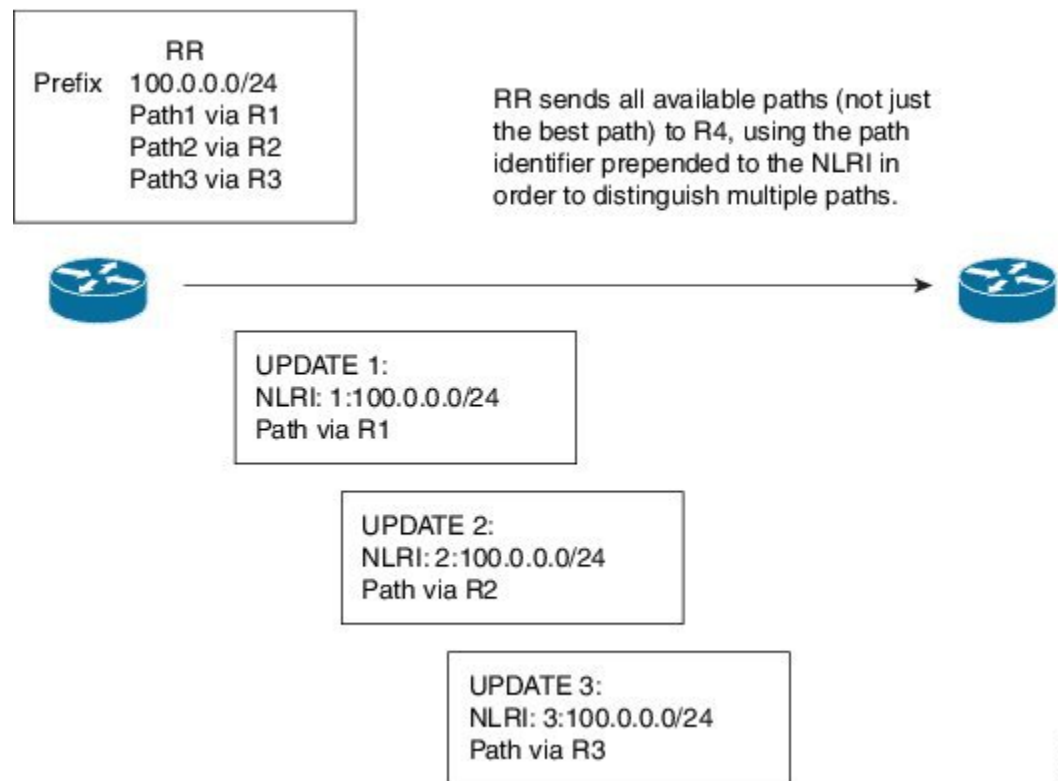 RR
Prefix 100.0.0.0/24
Path1 via R1
Path2 via R2
Path3 via R3
RR sends all available paths (not just
the best path) to R4, using the path
identifier prepended to the NLRI in
order to distinguish multiple paths.
UPDATE 1:
NLRI: 1:100.0.0.0/24
Path via R1
UPDATE 2:
NLRI: 2:100.0.0.0/24
Path via R2
UPDATE 3:
NLRI: 3:100.0.0.0/24
Path via R3